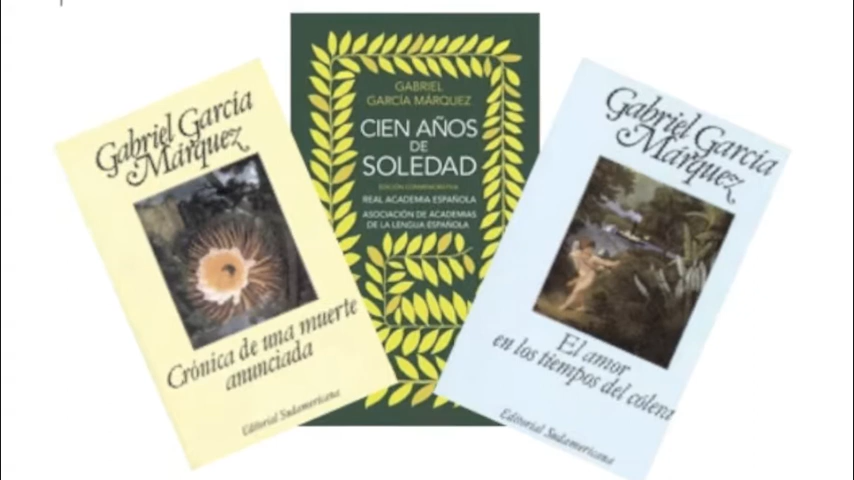 Gabriel García
Márquez
Crónica de una muerte
anunciada
Editorial Sudamericana
GABRIEL
GARCÍA MÁRQUEZ
CIEN AÑOS
DE
SOLEDAD
EDICIÓN CONMEMORATIVA
REAL ACADEMIA ESPAÑOLA
ASOCIACIÓN DE ACADEMIAS
DE LA LENGUA ESPAÑOLA
Gabriel García
Márquez
El amor
en los tiempos del cólera
Editorial Sudamericana